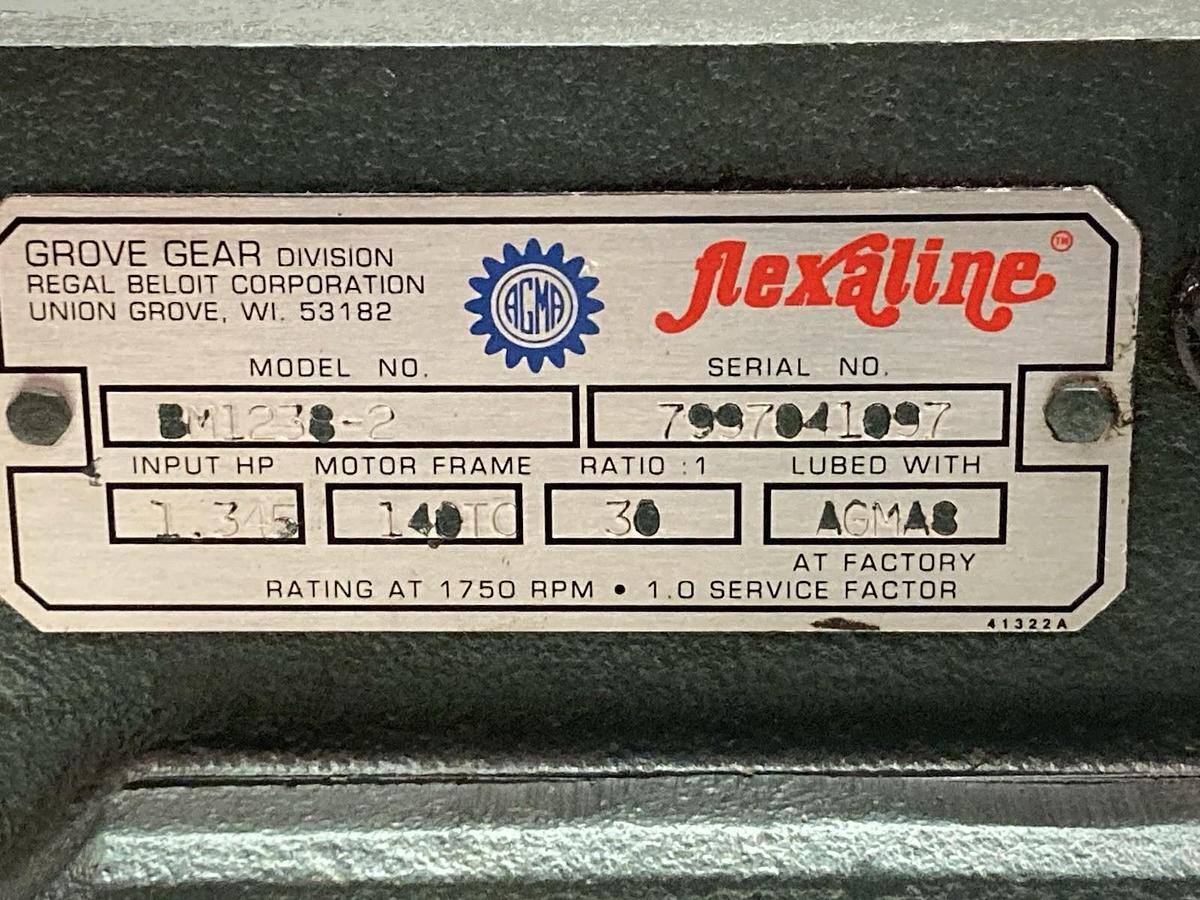 GROVE GEAR DIVISION
REGAL BELOIT CORPORATION
UNION GROVE, WI. 53182
AGMA
flexaline™
MODEL NO.
SERIAL NO.
BM1238-2
7997041097
INPUT HP
MOTOR FRAME
RATIO :1
LUBED WITH
1.345
140TC
30
AGMA8
AT FACTORY
RATING AT 1750 RPM • 1.0 SERVICE FACTOR
41322A